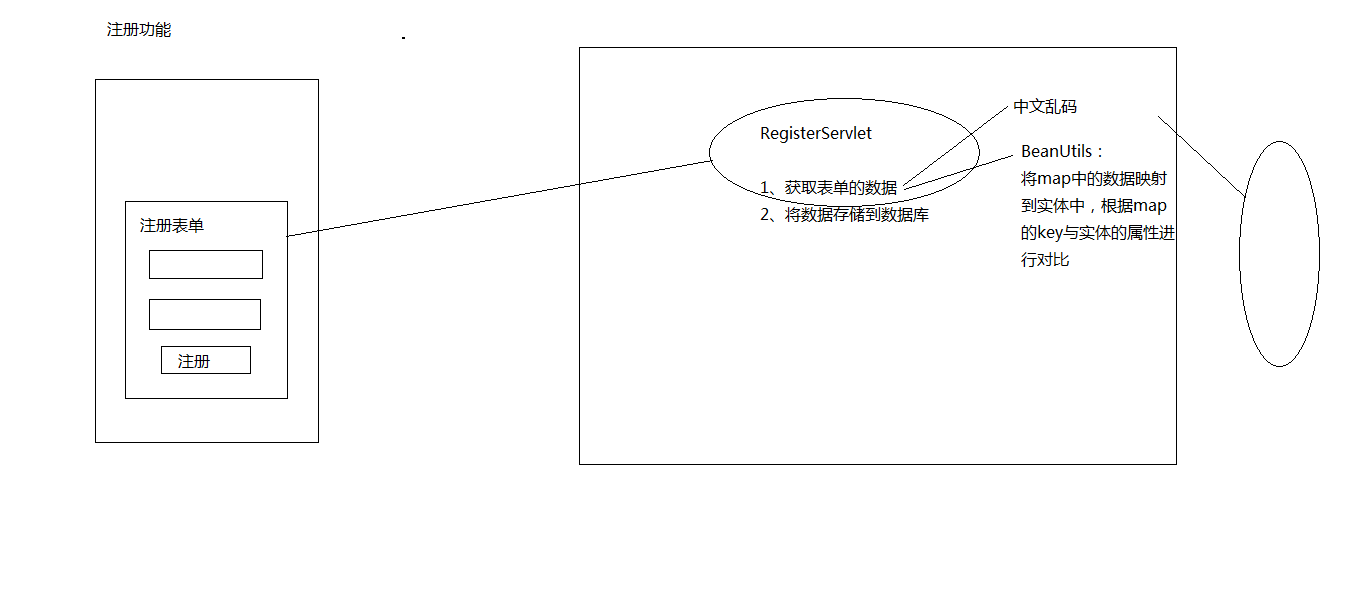 注册功能
注册表单
注册
RegisterServlet
1、获取表单的数据
2、将数据存储到数据库
中文乱码
BeanUtils：
将map中的数据映射
到实体中，根据map
的key与实体的属性进
行对比